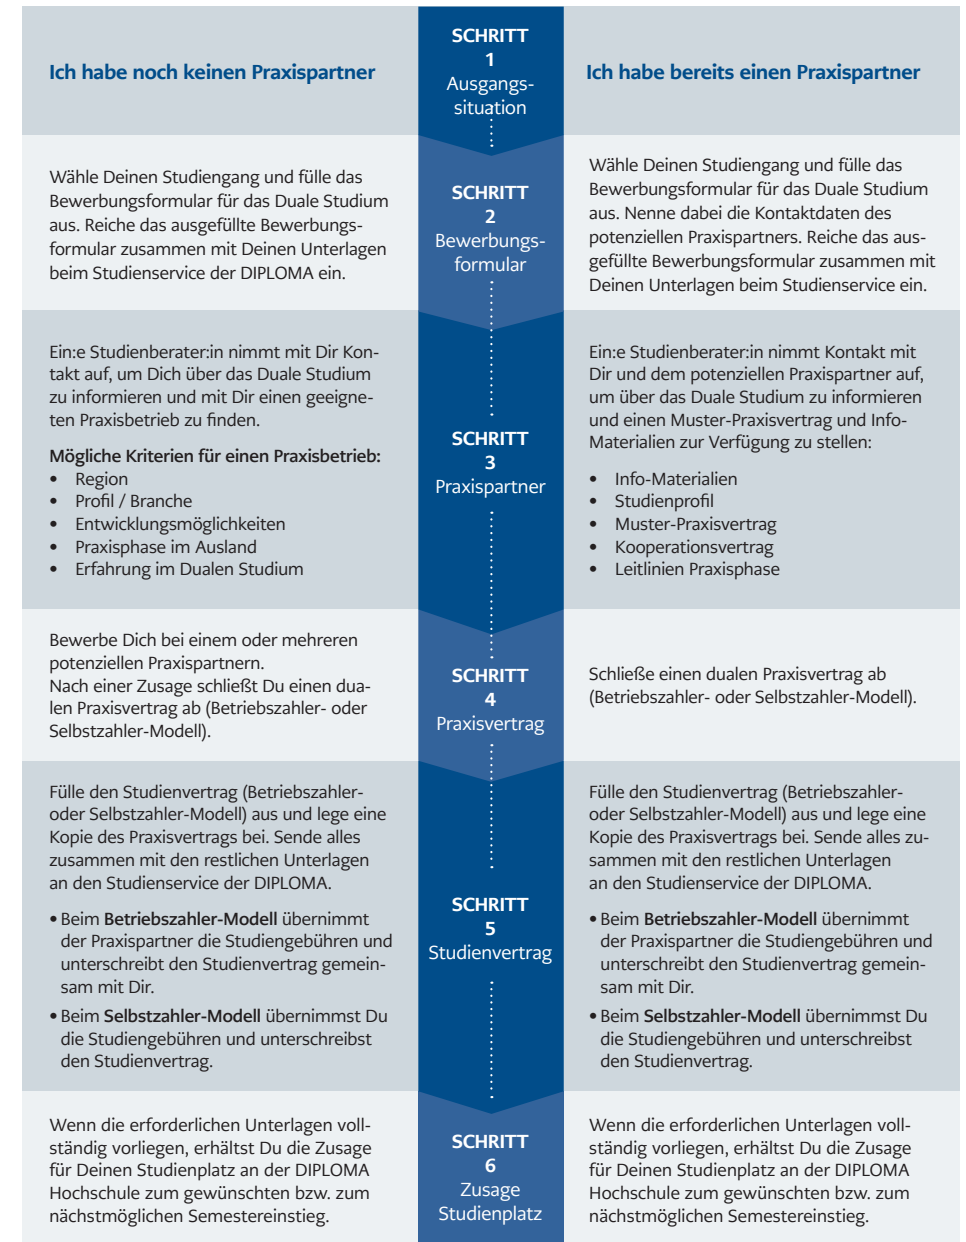 Ich habe noch keinen Praxispartner
SCHRITT
1
Ausgangs-
situation
Ich habe bereits einen Praxispartner
Wähle Deinen Studiengang und fülle das
Bewerbungsformular für das Duale Studium
aus. Reiche das ausgefüllte Bewerbungs-
formular zusammen mit Deinen Unterlagen
beim Studienservice der DIPLOMA ein.
SCHRITT
2
Bewerbungs-
formular
Wähle Deinen Studiengang und fülle das
Bewerbungsformular für das Duale Studium
aus. Nenne dabei die Kontaktdaten des
potenziellen Praxispartners. Reiche das aus-
gefüllte Bewerbungsformular zusammen mit
Deinen Unterlagen beim Studienservice ein.
Ein:e Studienberater:in nimmt mit Dir Kon-
takt auf, um Dich über das Duale Studium
zu informieren und mit Dir einen geeigne-
ten Praxisbetrieb zu finden.
Mögliche Kriterien für einen Praxisbetrieb:
• Region
• Profil / Branche
• Entwicklungsmöglichkeiten
• Praxisphase im Ausland
• Erfahrung im Dualen Studium
SCHRITT
3
Praxispartner
Ein:e Studienberater:in nimmt Kontakt mit
Dir und dem potenziellen Praxispartner auf,
um über das Duale Studium zu informieren
und einen Muster-Praxisvertrag und Info-
Materialien zur Verfügung zu stellen:
• Info-Materialien
• Studienprofil
• Muster-Praxisvertrag
• Kooperationsvertrag
• Leitlinien Praxisphase
Bewerbe Dich bei einem oder mehreren
potenziellen Praxispartnern.
Nach einer Zusage schließt Du einen dua-
len Praxisvertrag ab (Betriebszahler- oder
Selbstzahler-Modell).
SCHRITT
4
Praxisvertrag
Schließe einen dualen Praxisvertrag ab
(Betriebszahler- oder Selbstzahler-Modell).
Fülle den Studienvertrag (Betriebszahler-
oder Selbstzahler-Modell) aus und lege eine
Kopie des Praxisvertrags bei. Sende alles
zusammen mit den restlichen Unterlagen
an den Studienservice der DIPLOMA.
• Beim Betriebszahler-Modell übernimmt
der Praxispartner die Studiengebühren und
unterschreibt den Studienvertrag gemein-
sam mit Dir.
• Beim Selbstzahler-Modell übernimmst Du
die Studiengebühren und unterschreibst
den Studienvertrag.
SCHRITT
5
Studienvertrag
Fülle den Studienvertrag (Betriebszahler-
oder Selbstzahler-Modell) aus und lege eine
Kopie des Praxisvertrags bei. Sende alles zu-
sammen mit den restlichen Unterlagen
an den Studienservice der DIPLOMA.
• Beim Betriebszahler-Modell übernimmt
der Praxispartner die Studiengebühren und
unterschreibt den Studienvertrag gemein-
sam mit Dir.
• Beim Selbstzahler-Modell übernimmst Du
die Studiengebühren und unterschreibst
den Studienvertrag.
Wenn die erforderlichen Unterlagen voll-
ständig vorliegen, erhältst Du die Zusage
für Deinen Studienplatz an der DIPLOMA
Hochschule zum gewünschten bzw. zum
nächstmöglichen Semestereinstieg.
SCHRITT
6
Zusage
Studienplatz
Wenn die erforderlichen Unterlagen voll-
ständig vorliegen, erhältst Du die Zusage
für Deinen Studienplatz an der DIPLOMA
Hochschule zum gewünschten bzw. zum
nächstmöglichen Semestereinstieg.